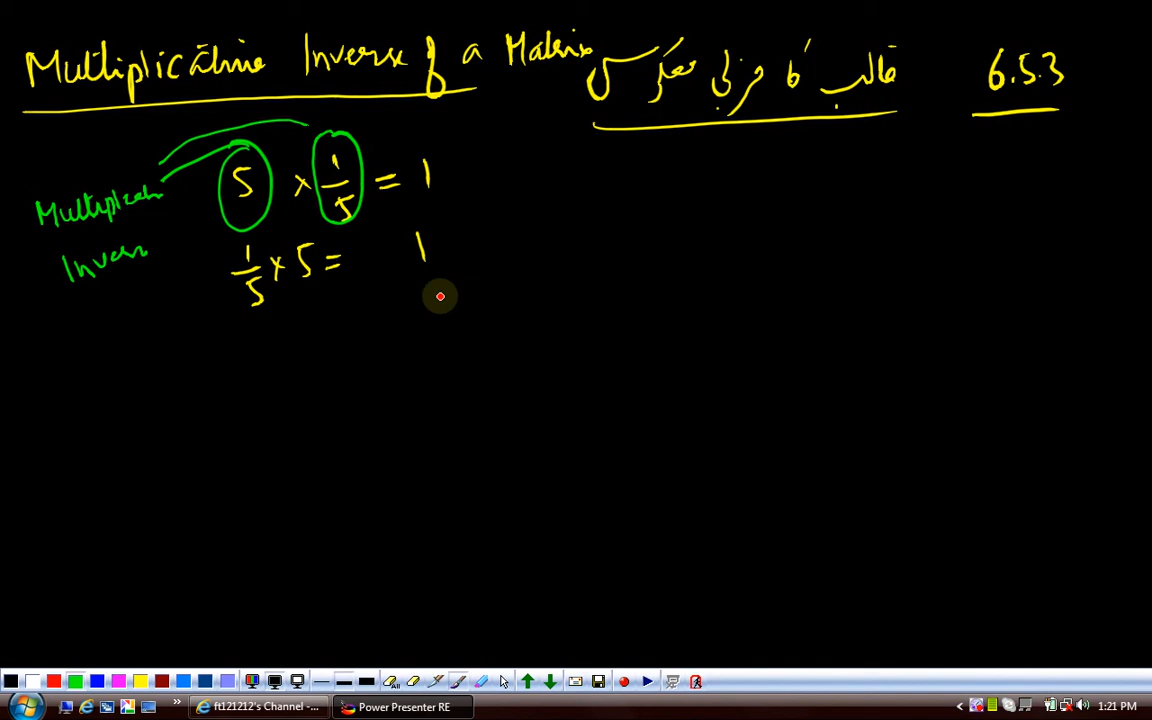 Multiplicative Inverse of a Matrix قالب کا ضربی معکوس 6.5.3
5 × 1/5 = 1
Multiplicatn
Inverse
1/5 × 5 = 1
ft121212's Channel -... Power Presenter RE 1:21 PM